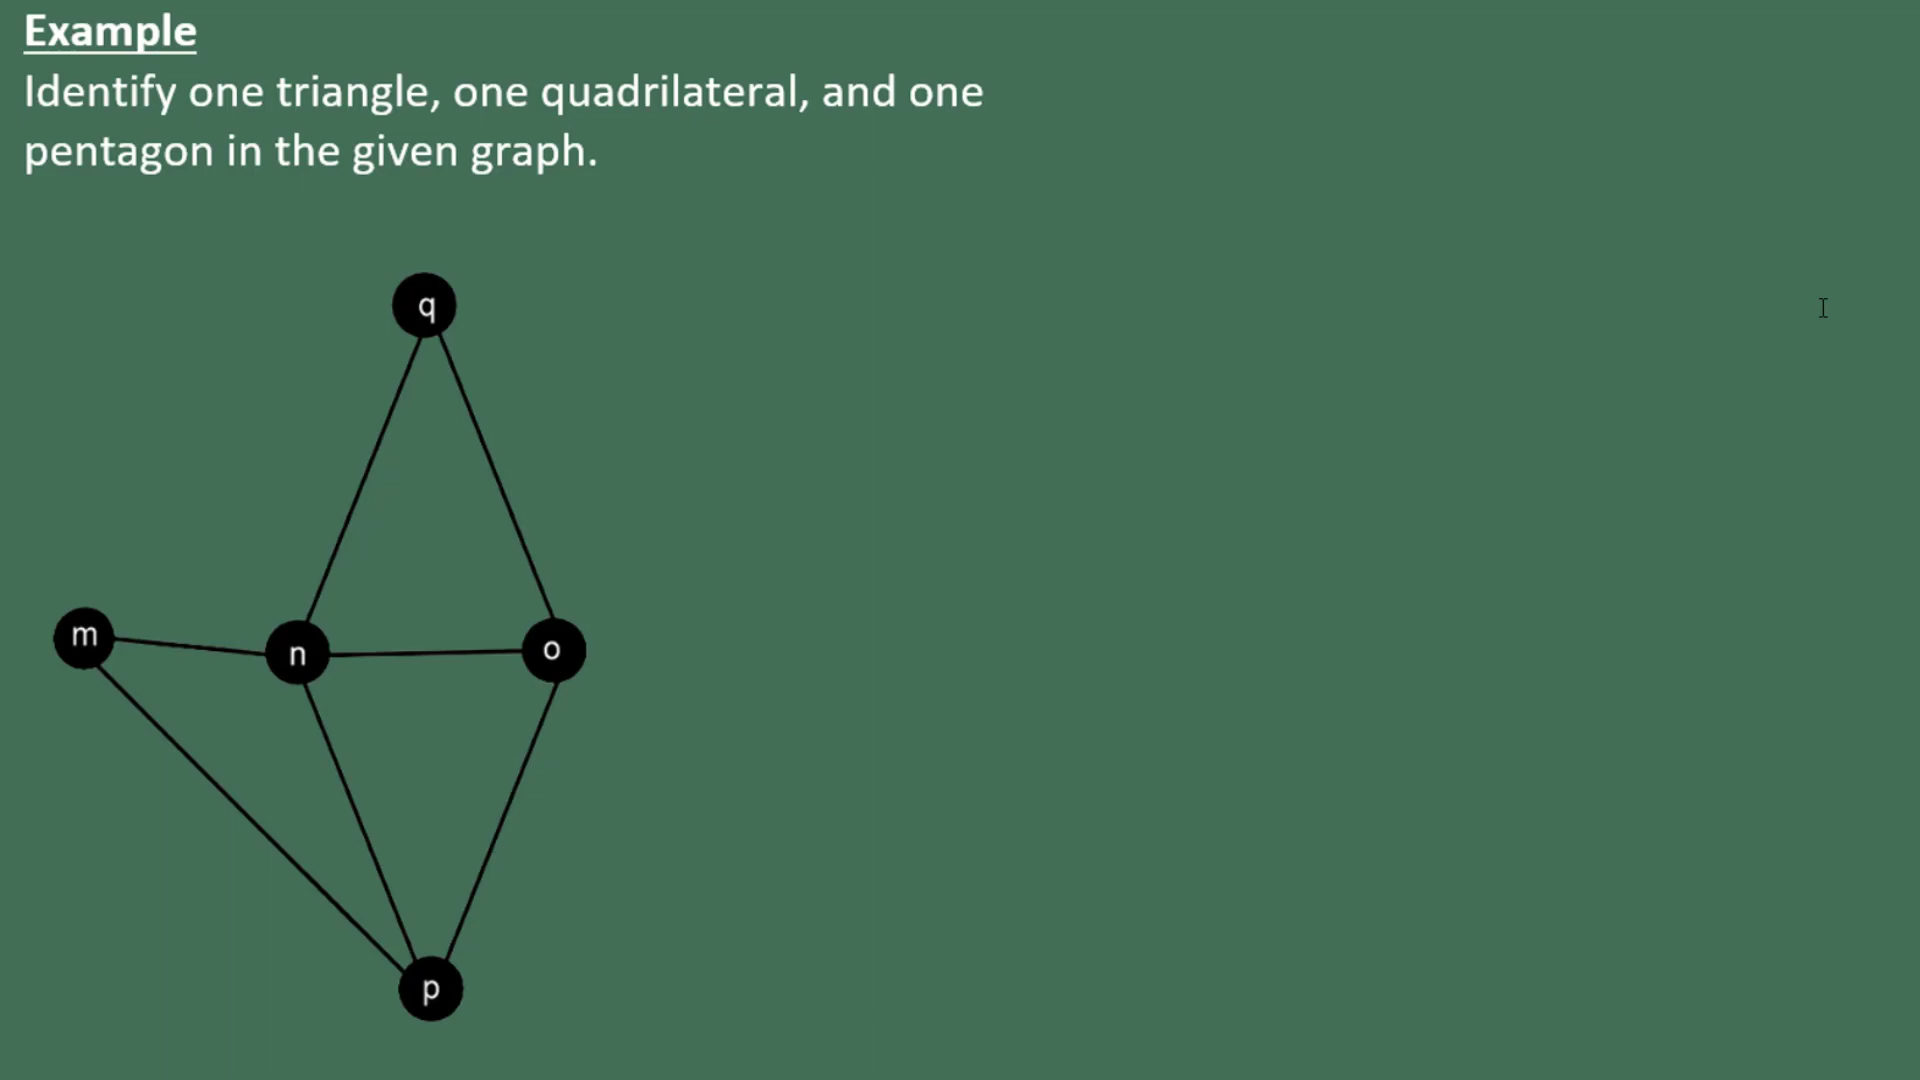 Example
Identify one triangle, one quadrilateral, and one
pentagon in the given graph.
q
m
n
o
p